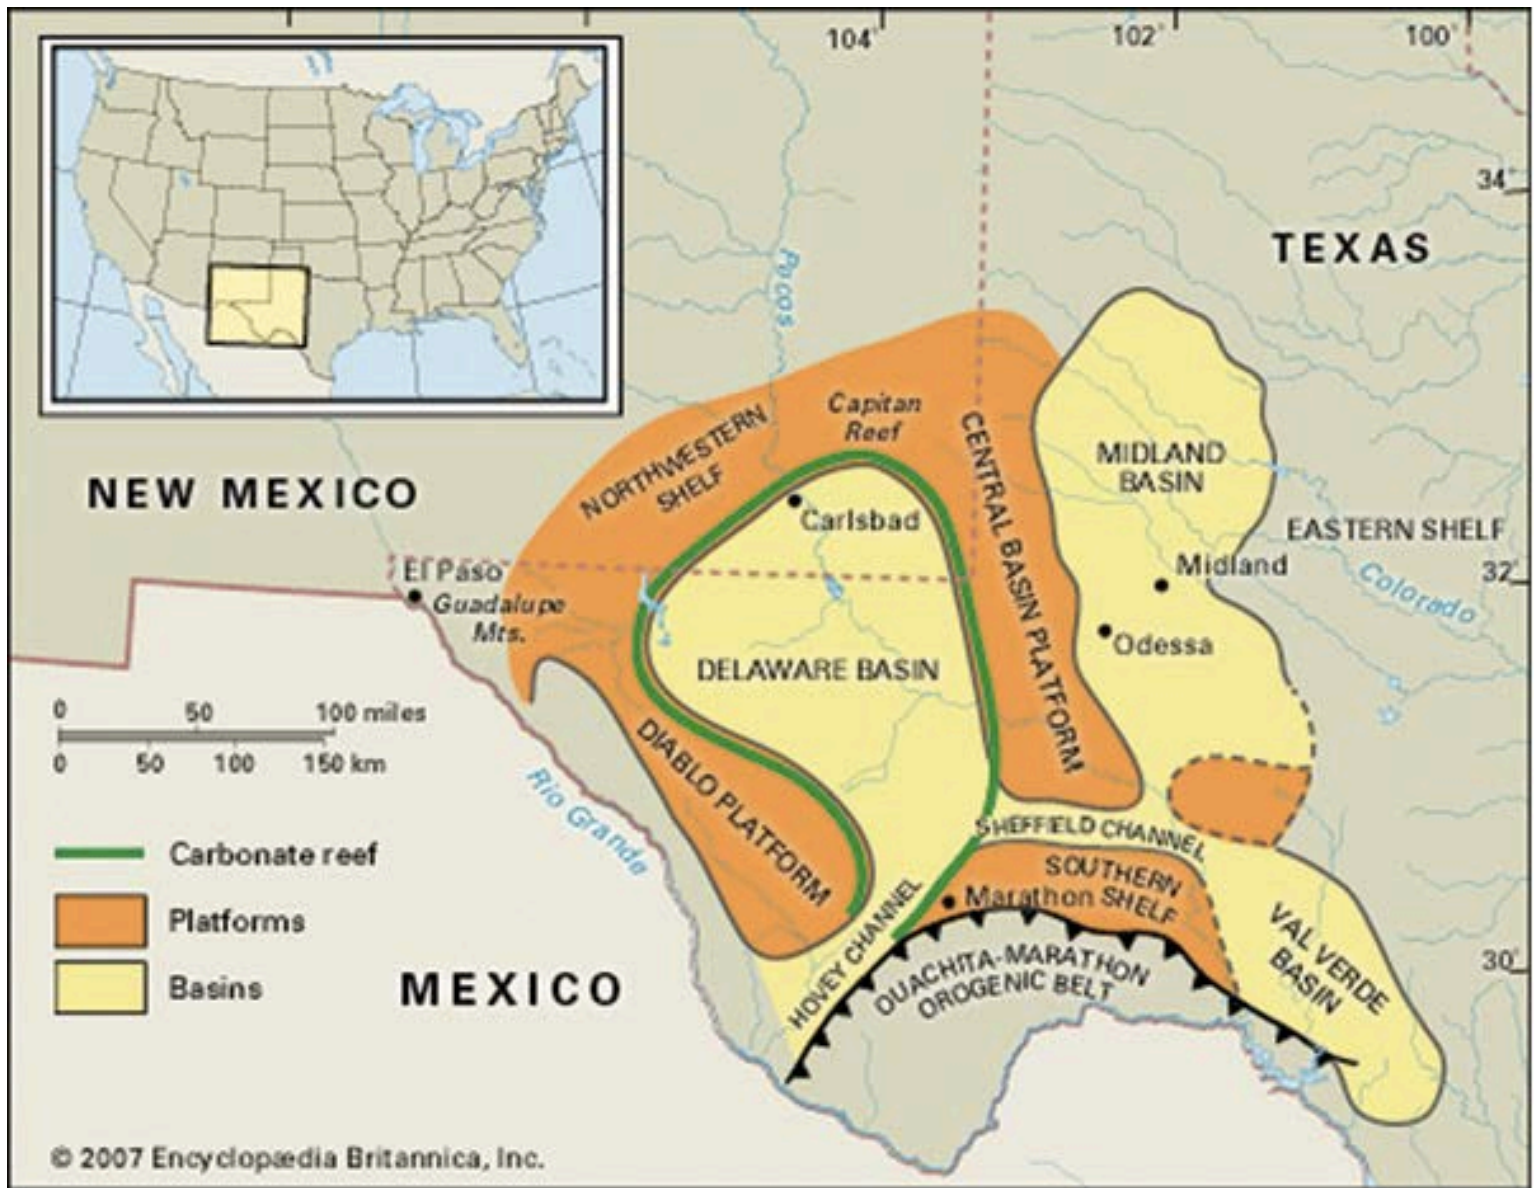 104°
102°
100°
34°
TEXAS
Pecos
Capitan
Reef
NORTHWESTERN
SHELF
CENTRAL BASIN PLATFORM
MIDLAND
BASIN
NEW MEXICO
Carlsbad
EASTERN SHELF
Midland
32°
El Paso
Guadalupe
Mts.
Colorado
Odessa
DELAWARE BASIN
0 50 100 miles
0 50 100 150 km
DIABLO PLATFORM
Rio Grande
SHEFFIELD CHANNEL
Carbonate reef
SOUTHERN
SHELF
Marathon
Platforms
HOVEY CHANNEL
VAL VERDE
BASIN
OUACHITA-MARATHON
OROGENIC BELT
30°
Basins
MEXICO
© 2007 Encyclopædia Britannica, Inc.